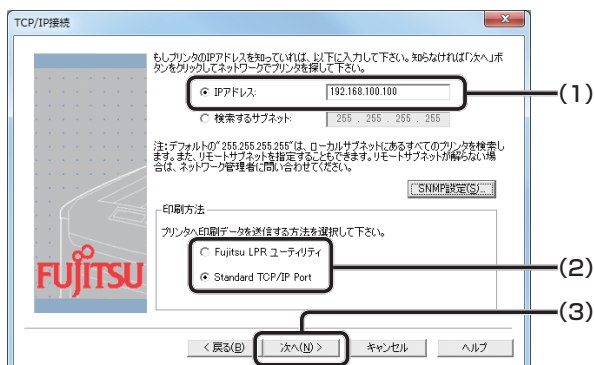 TCP/IP接続
もしプリンタのIPアドレスを知っていれば、以下に入力して下さい。知らなければ「次へ」ボ
タンをクリックしてネットワークでプリンタを探して下さい。
IPアドレス: 192.168.100.100
(1)
検索するサブネット: 255 . 255 . 255 . 255
注:デフォルトの"255.255.255.255"は、ローカルサブネットにあるすべてのプリンタを検索し
ます。また、リモートサブネットを指定することもできます。リモートサブネットが解らない場
合は、ネットワーク管理者に問い合わせてください。
SNMP設定(S)...
印刷方法
プリンタへ印刷データを送信する方法を選択して下さい。
Fujitsu LPR ユーティリティ
(2)
Standard TCP/IP Port
FUJITSU
(3)
< 戻る(B) 次へ(N) > キャンセル ヘルプ